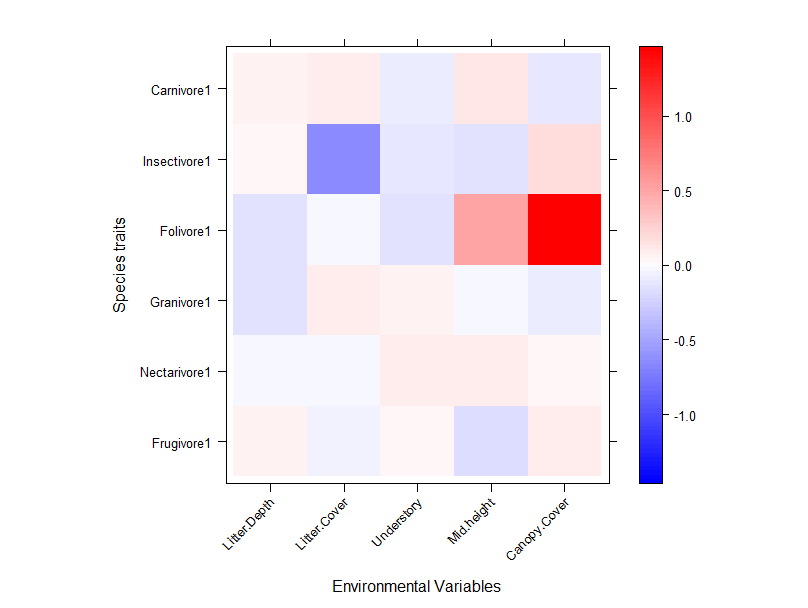 Carnivore1
Insectivore1
Folivore1
Granivore1
Nectarivore1
Frugivore1
Species traits
Litter.Depth
Litter.Cover
Understory
Mid.height
Canopy.Cover
Environmental Variables
1.0
0.5
0.0
-0.5
-1.0